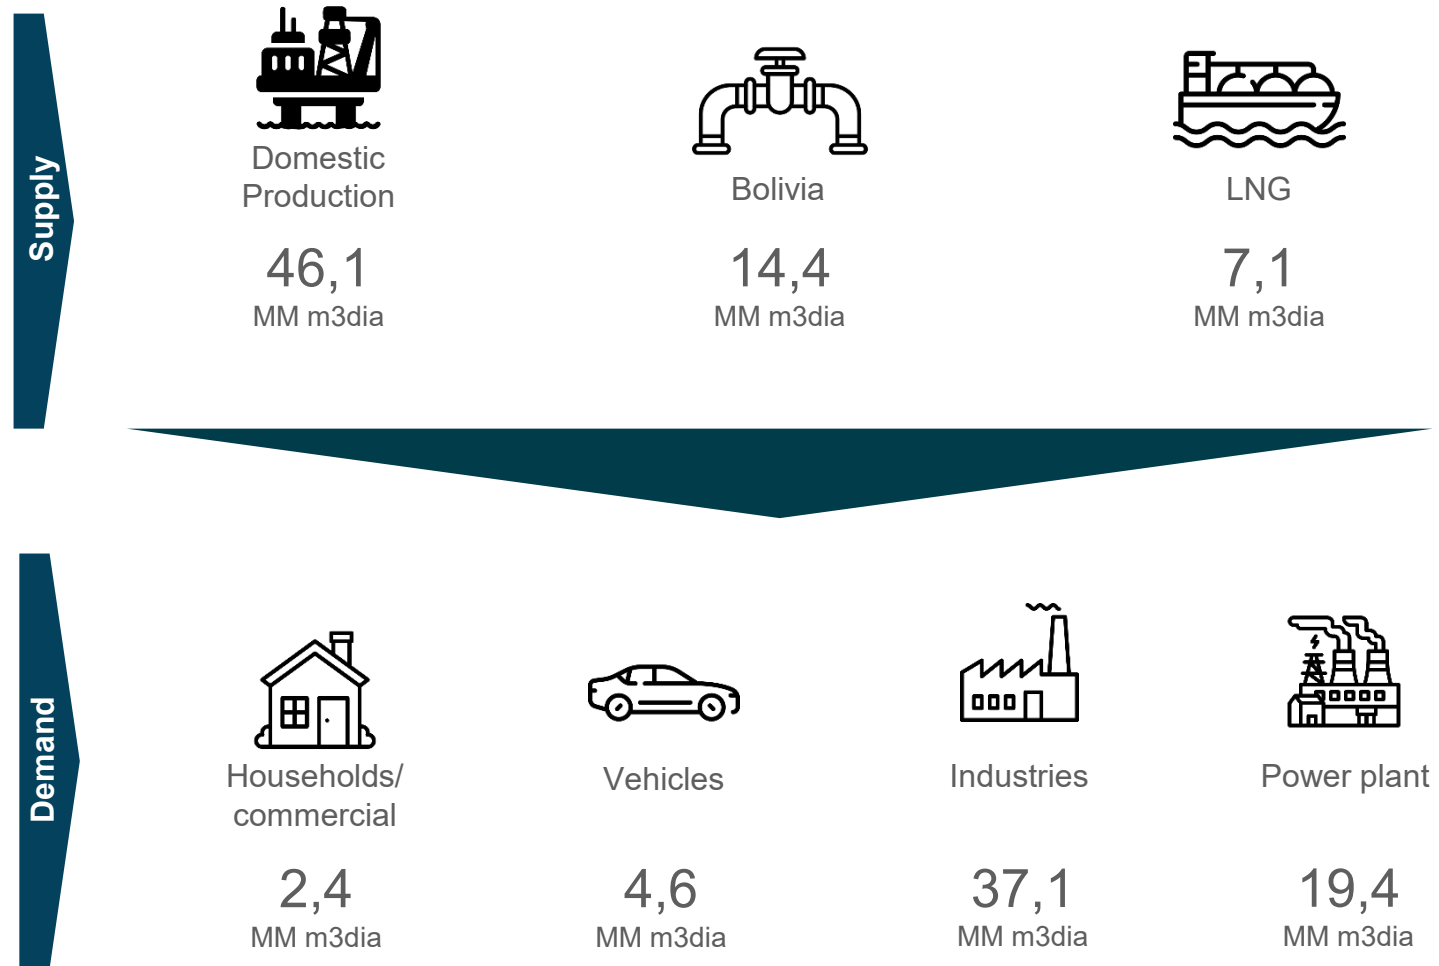 Supply
Domestic
Production
46,1
MM m3dia
Bolivia
14,4
MM m3dia
LNG
7,1
MM m3dia
Demand
Households/
commercial
2,4
MM m3dia
Vehicles
4,6
MM m3dia
Industries
37,1
MM m3dia
Power plant
19,4
MM m3dia